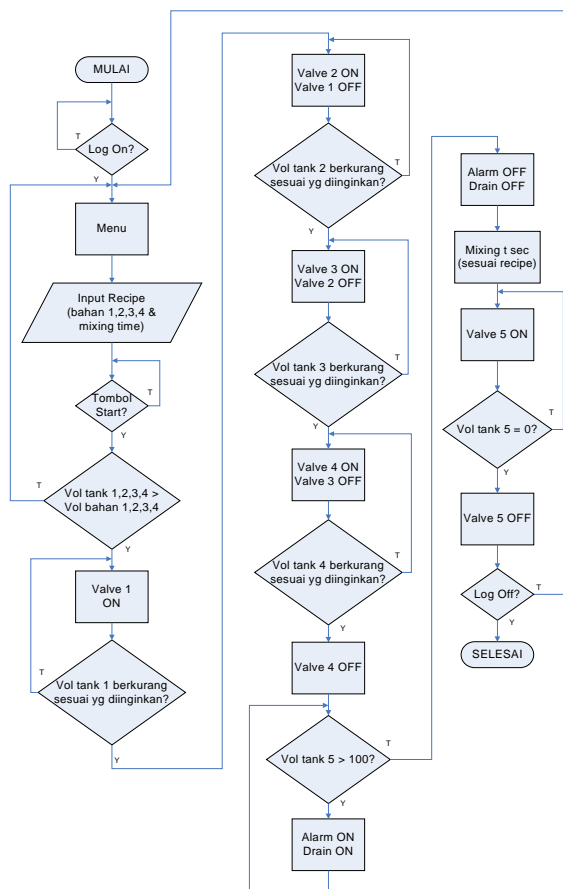 MULAI
Log On?
T
Y
Menu
Input Recipe
(bahan 1,2,3,4 &
mixing time)
Tombol
Start?
T
Y
Vol tank 1,2,3,4 >
Vol bahan 1,2,3,4
T
Y
Valve 1
ON
Vol tank 1 berkurang
sesuai yg diinginkan?
T
Y
Valve 2 ON
Valve 1 OFF
Vol tank 2 berkurang
sesuai yg diinginkan?
T
Y
Valve 3 ON
Valve 2 OFF
Vol tank 3 berkurang
sesuai yg diinginkan?
T
Y
Valve 4 ON
Valve 3 OFF
Vol tank 4 berkurang
sesuai yg diinginkan?
T
Y
Valve 4 OFF
Vol tank 5 > 100?
T
Y
Alarm ON
Drain ON
Alarm OFF
Drain OFF
Mixing t sec
(sesuai recipe)
Valve 5 ON
Vol tank 5 = 0?
T
Y
Valve 5 OFF
Log Off?
T
Y
SELESAI